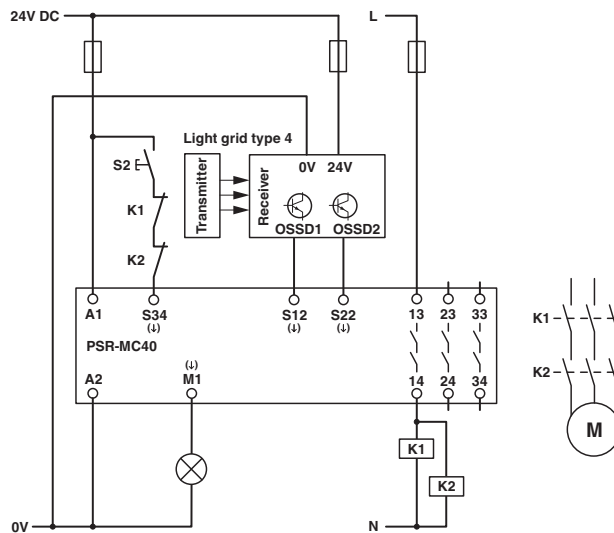 24V DC
L
Light grid type 4
S2
K1
K2
Transmitter
Receiver
0V 24V
OSSD1 OSSD2
A1 S34 S12 S22 13 23 33
(↓) (↓) (↓)
PSR-MC40
(↓)
A2 M1 14 24 34
K1
K2
K1
K2
M
0V
N